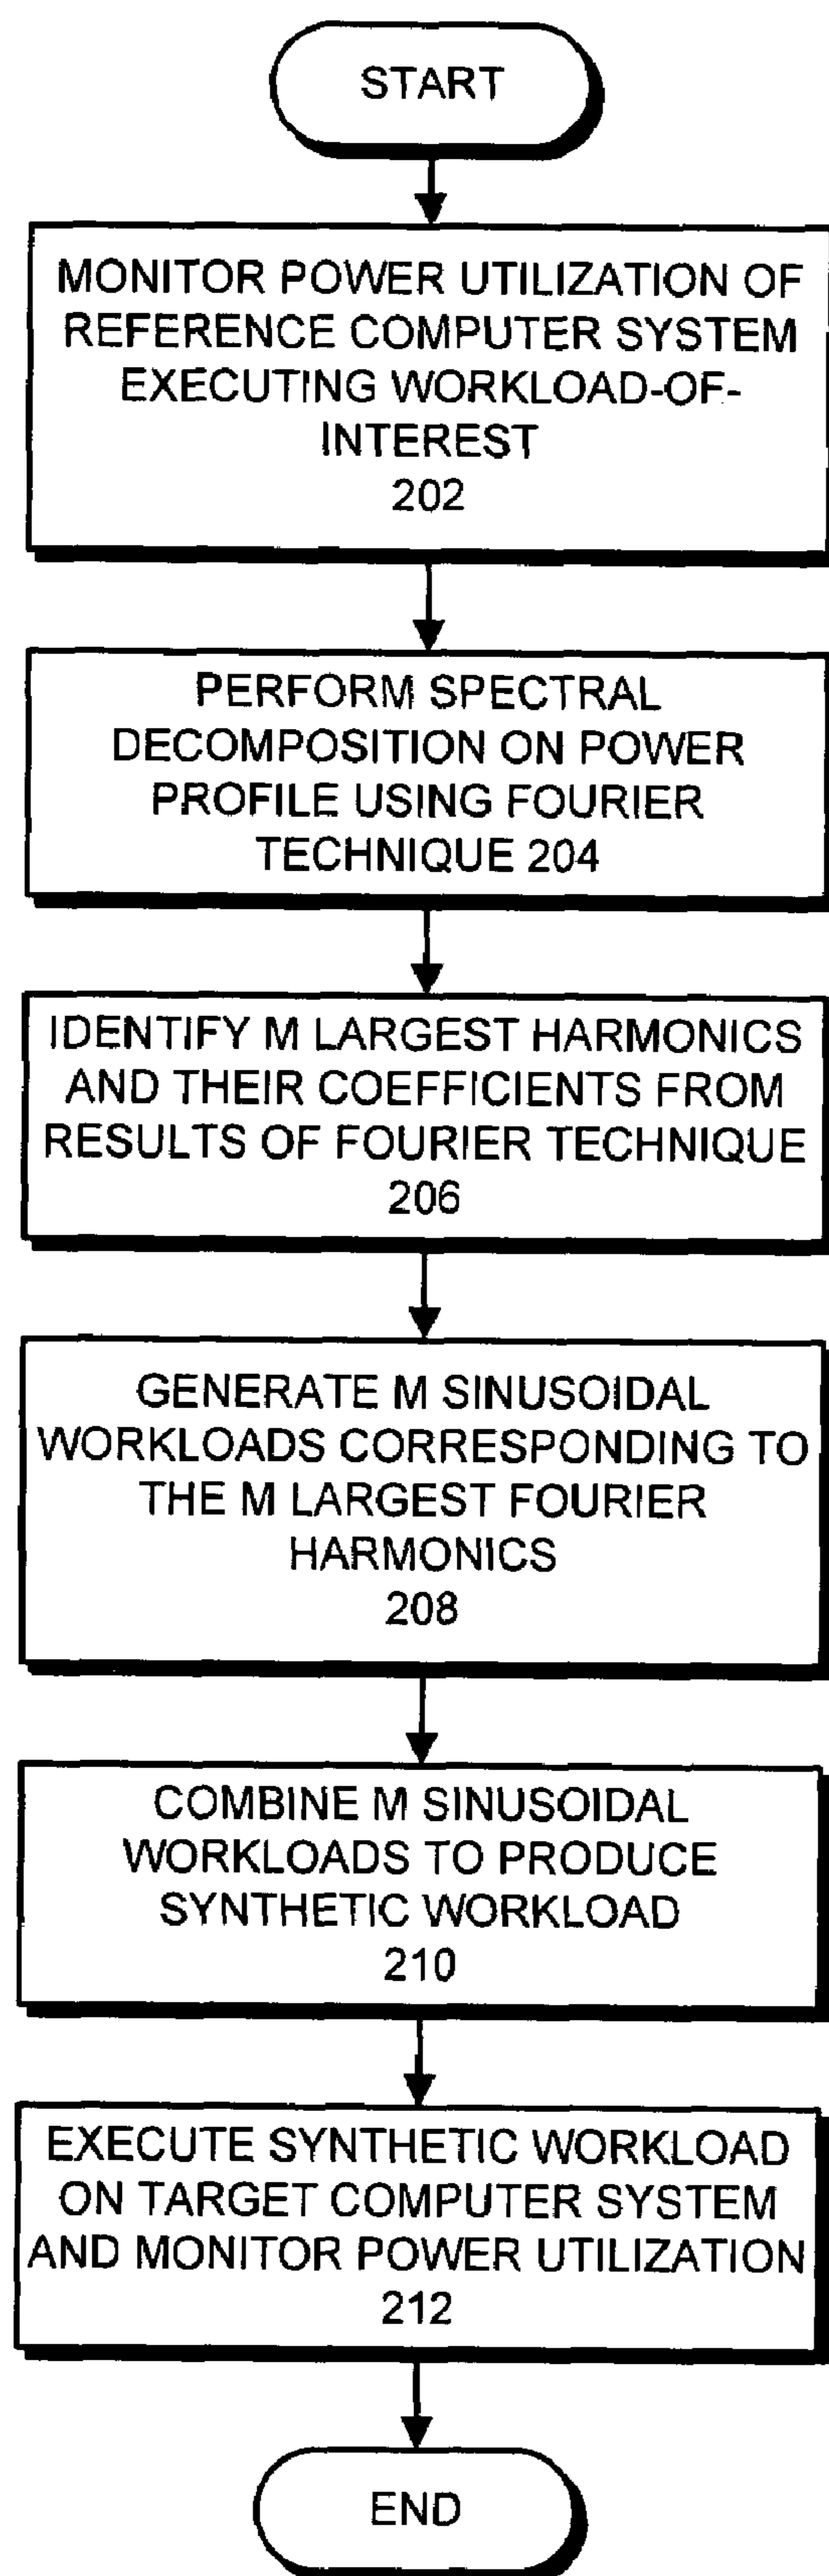 START
MONITOR POWER UTILIZATION OF
REFERENCE COMPUTER SYSTEM
EXECUTING WORKLOAD-OF-
INTEREST
202
PERFORM SPECTRAL
DECOMPOSITION ON POWER
PROFILE USING FOURIER
TECHNIQUE 204
IDENTIFY M LARGEST HARMONICS
AND THEIR COEFFICIENTS FROM
RESULTS OF FOURIER TECHNIQUE
206
GENERATE M SINUSOIDAL
WORKLOADS CORRESPONDING TO
THE M LARGEST FOURIER
HARMONICS
208
COMBINE M SINUSOIDAL
WORKLOADS TO PRODUCE
SYNTHETIC WORKLOAD
210
EXECUTE SYNTHETIC WORKLOAD
ON TARGET COMPUTER SYSTEM
AND MONITOR POWER UTILIZATION
212
END